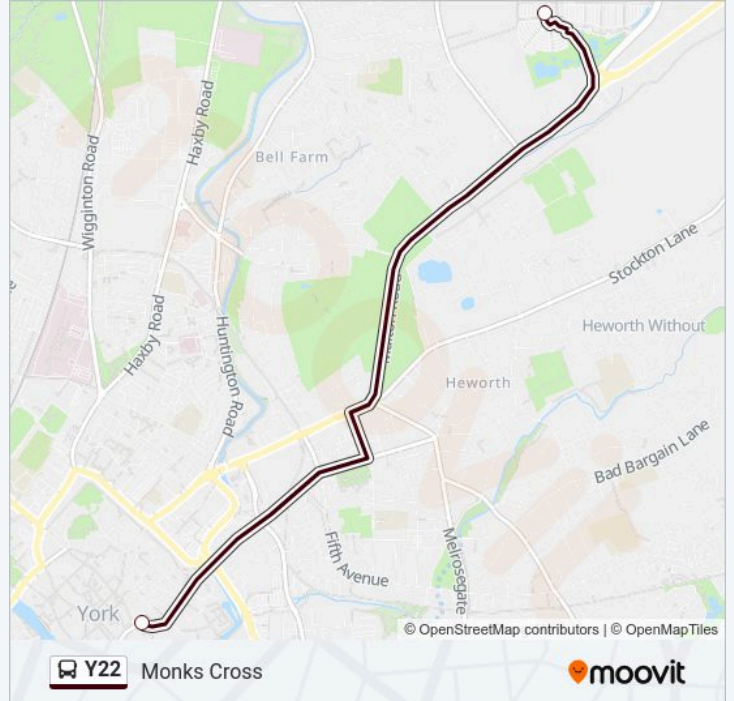 Haxby Road
Wigginton Road
Bell Farm
Stockton Lane
Heworth Without
Haxby Road
Huntington Road
Heworth
Bad Bargain Lane
Fifth Avenue
Melrosegate
York
© OpenStreetMap contributors | © OpenMapTiles
Y22 Monks Cross
moovit